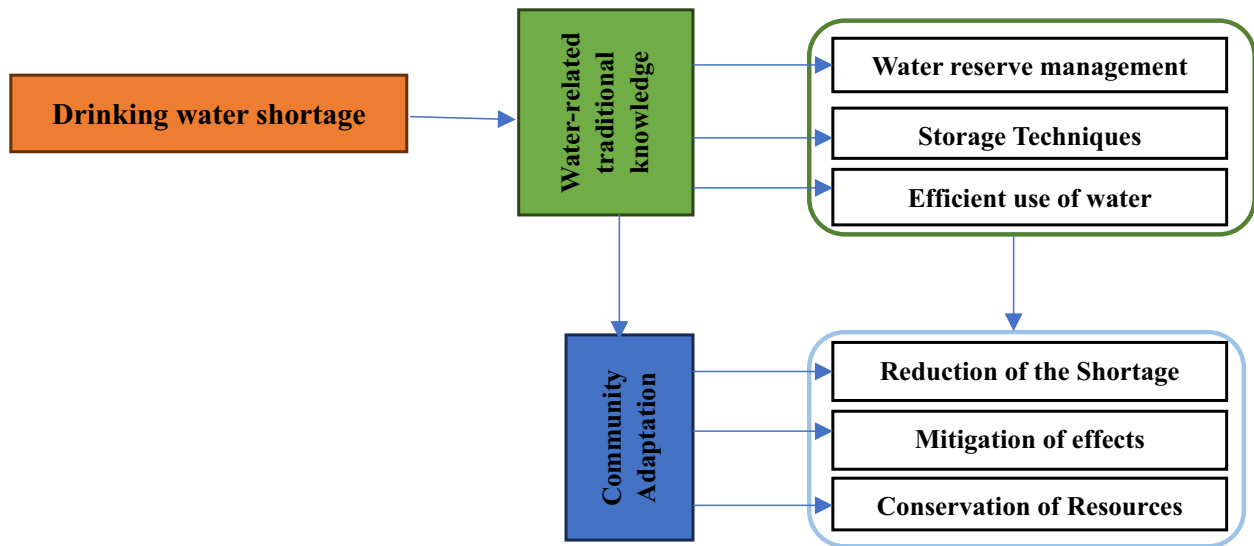 Drinking water shortage
Water-related
traditional
knowledge
Water reserve management
Storage Techniques
Efficient use of water
Community
Adaptation
Reduction of the Shortage
Mitigation of effects
Conservation of Resources